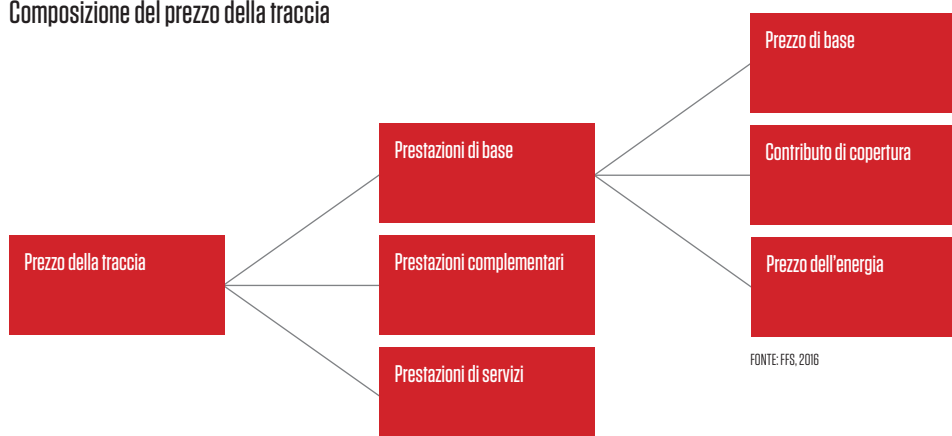 Composizione del prezzo della traccia
Prezzo della traccia
Prestazioni di base
Prestazioni complementari
Prestazioni di servizi
Prezzo di base
Contributo di copertura
Prezzo dell'energia
FONTE: FFS, 2016